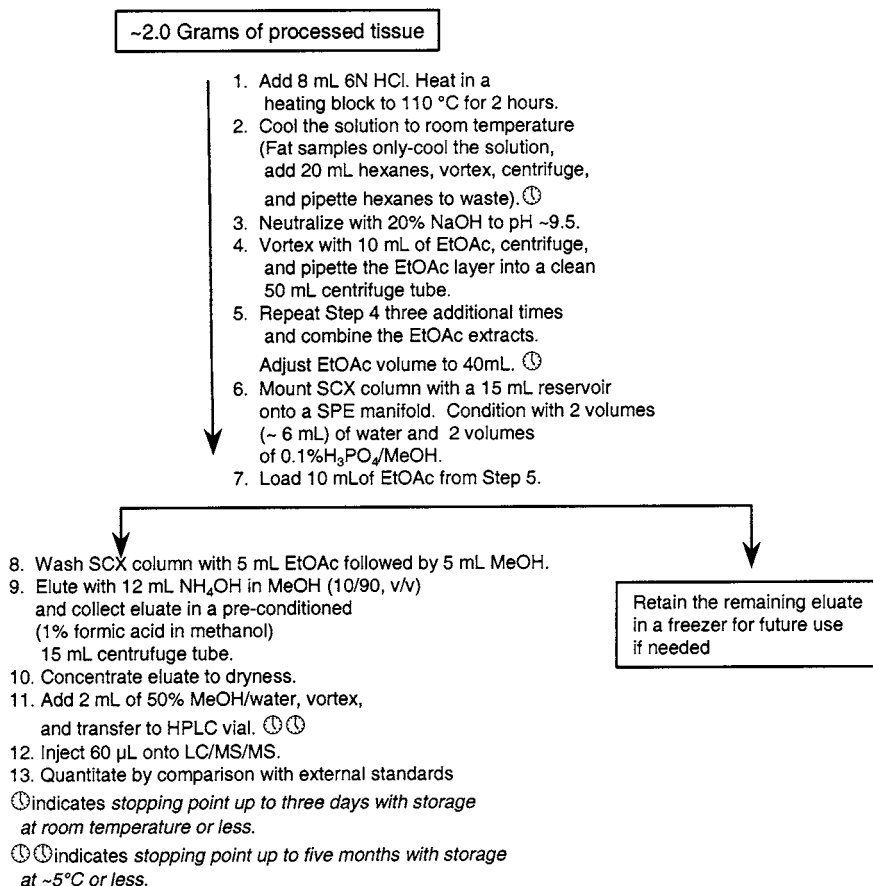 ~2.0 Grams of processed tissue
1. Add 8 mL 6N HCl. Heat in a
heating block to 110 °C for 2 hours.
2. Cool the solution to room temperature
(Fat samples only-cool the solution,
add 20 mL hexanes, vortex, centrifuge,
and pipette hexanes to waste). 🕔
3. Neutralize with 20% NaOH to pH ~9.5.
4. Vortex with 10 mL of EtOAc, centrifuge,
and pipette the EtOAc layer into a clean
50 mL centrifuge tube.
5. Repeat Step 4 three additional times
and combine the EtOAc extracts.
Adjust EtOAc volume to 40mL. 🕔
6. Mount SCX column with a 15 mL reservoir
onto a SPE manifold. Condition with 2 volumes
(~ 6 mL) of water and 2 volumes
of 0.1%H₃PO₄/MeOH.
7. Load 10 mLof EtOAc from Step 5.
8. Wash SCX column with 5 mL EtOAc followed by 5 mL MeOH.
9. Elute with 12 mL NH₄OH in MeOH (10/90, v/v)
and collect eluate in a pre-conditioned
(1% formic acid in methanol)
15 mL centrufuge tube.
10. Concentrate eluate to dryness.
11. Add 2 mL of 50% MeOH/water, vortex,
and transfer to HPLC vial. 🕔🕔
12. Inject 60 µL onto LC/MS/MS.
13. Quantitate by comparison with external standards
🕔indicates stopping point up to three days with storage
at room temperature or less.
🕔🕔indicates stopping point up to five months with storage
at ~5°C or less.
Retain the remaining eluate
in a freezer for future use
if needed